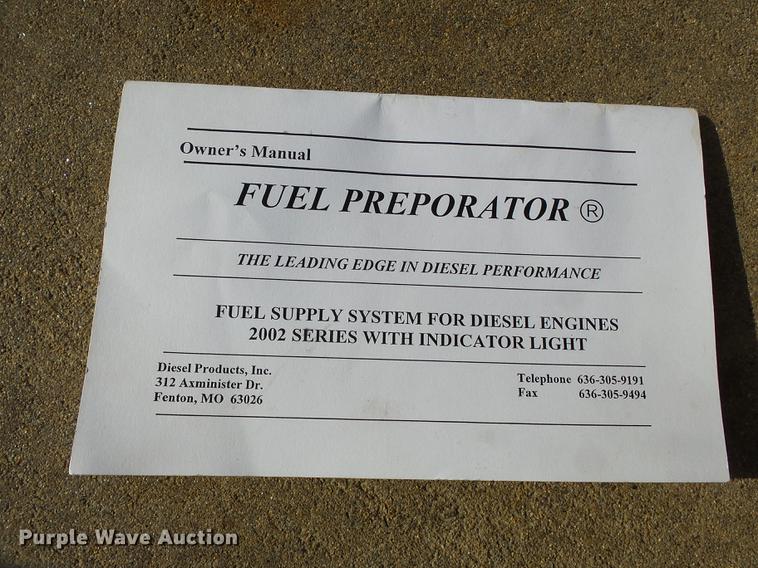 Owner's Manual
FUEL PREPORATOR ®
THE LEADING EDGE IN DIESEL PERFORMANCE
FUEL SUPPLY SYSTEM FOR DIESEL ENGINES
2002 SERIES WITH INDICATOR LIGHT
Diesel Products, Inc.
312 Axminister Dr.
Fenton, MO 63026
Telephone 636-305-9191
Fax 636-305-9494
Purple Wave Auction